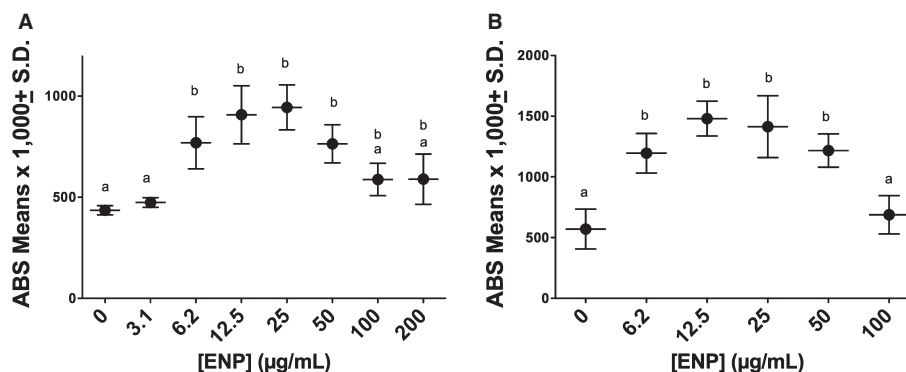 A
ABS Means x 1,000± S.D.
1000
500
0
a
a
b
b
b
b
b
a
b
a
0
3.1
6.2
12.5
25
50
100
200
[ENP] (µg/mL)
B
ABS Means x 1,000± S.D.
2000
1500
1000
500
0
a
b
b
b
b
a
0
6.2
12.5
25
50
100
[ENP] (µg/mL)